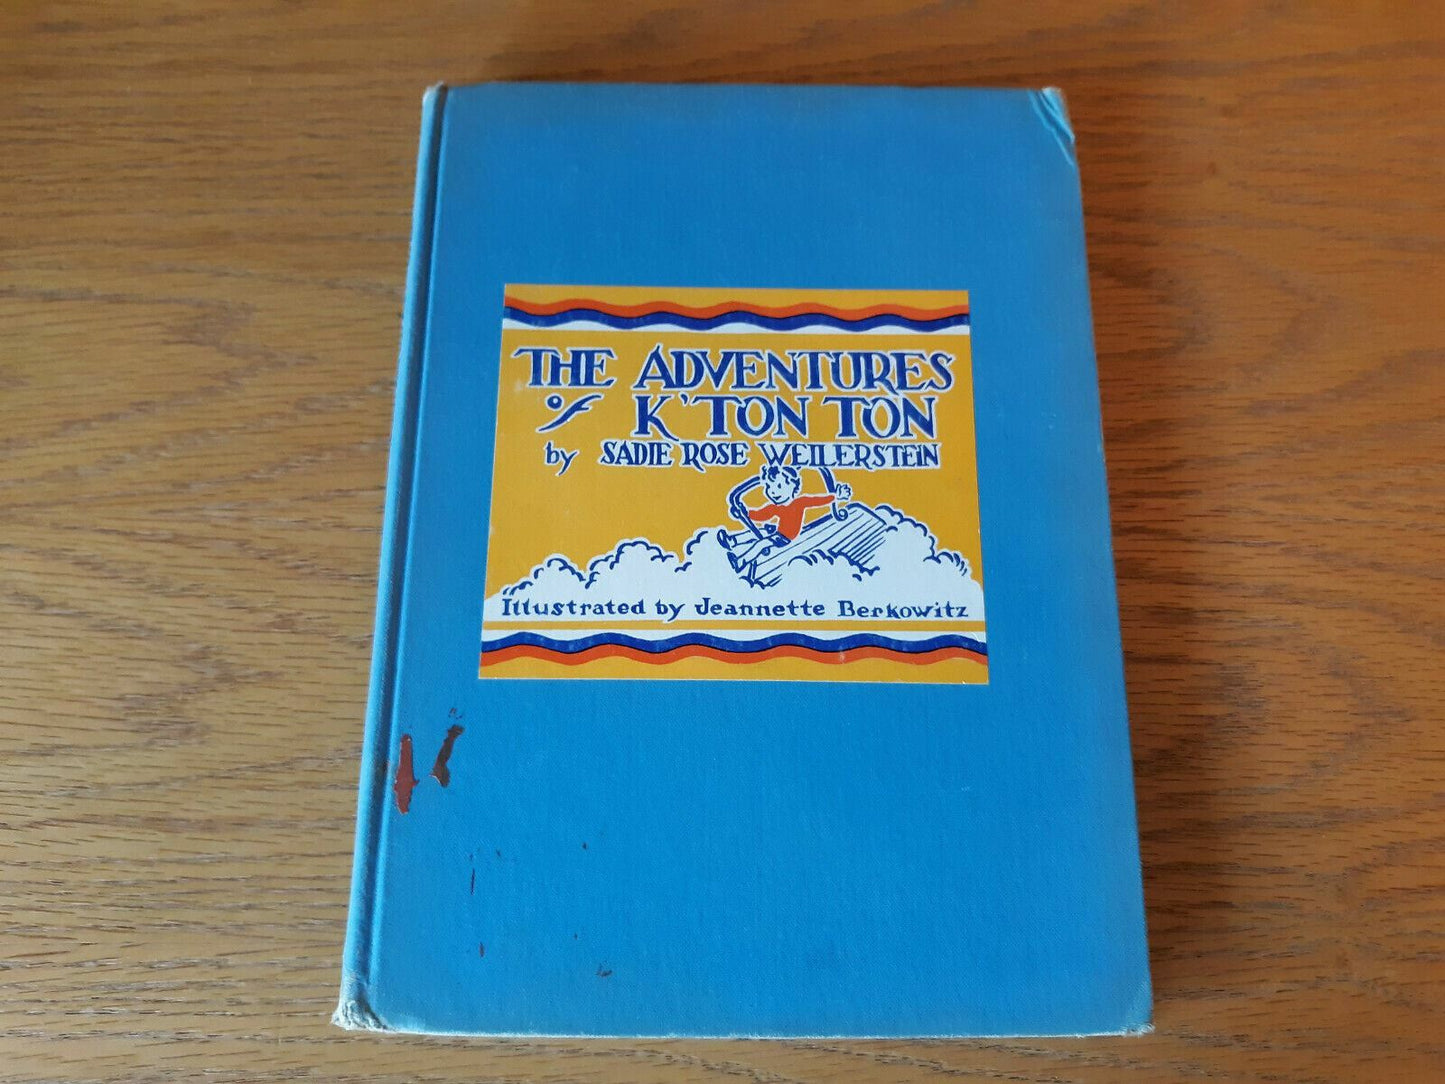 THE ADVENTURES
of K'TON TON
by SADIE ROSE WEILERSTEIN
Illustrated by Jeannette Berkowitz